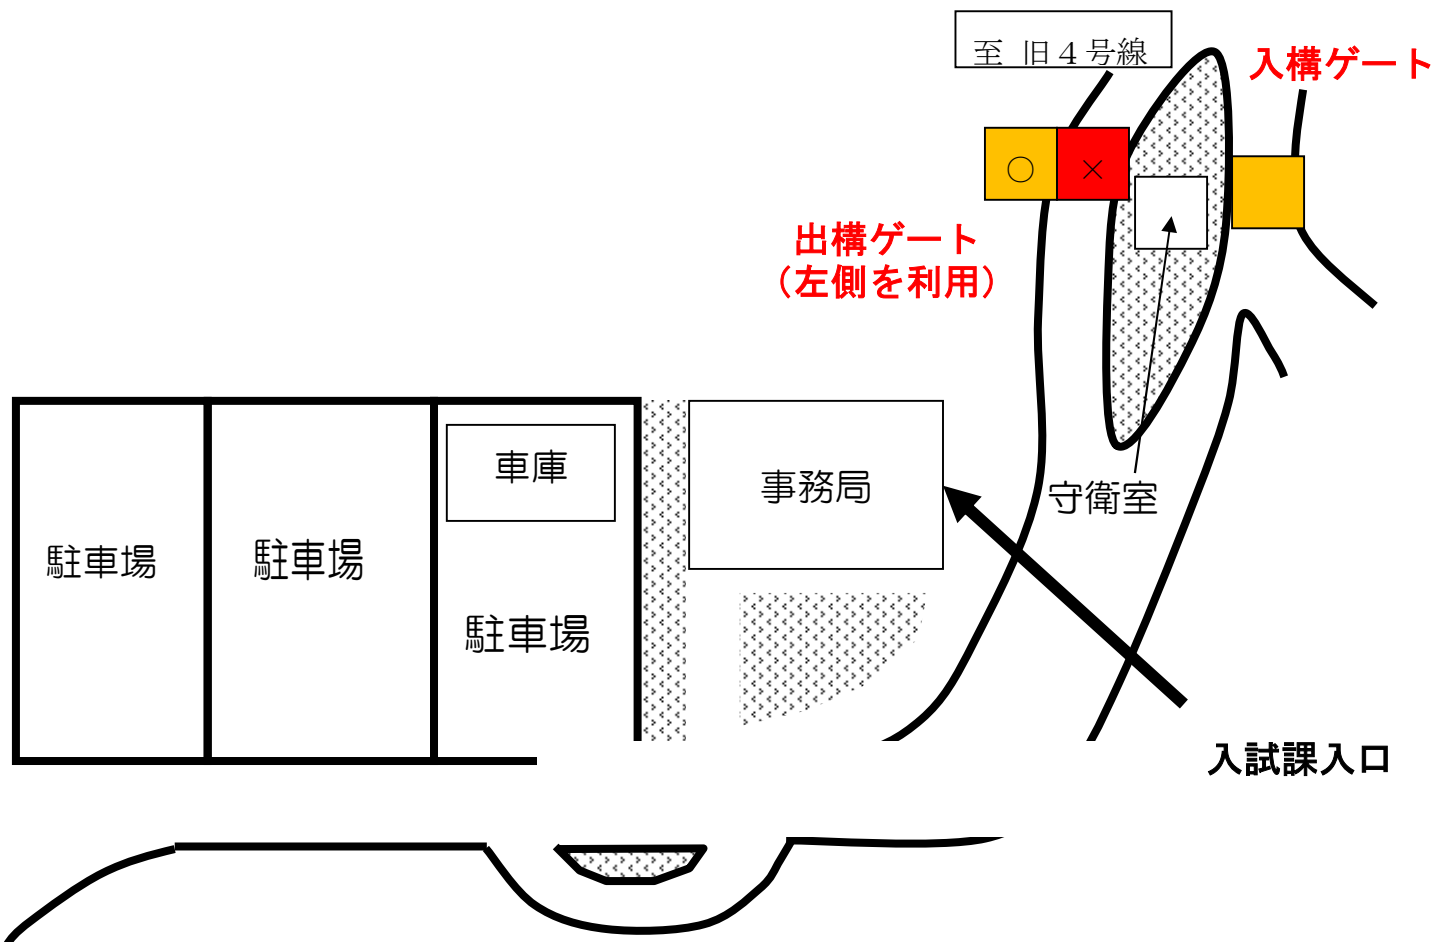 至 旧４号線
入構ゲート
○
×
出構ゲート
（左側を利用）
車庫
事務局
守衛室
駐車場
駐車場
駐車場
入試課入口